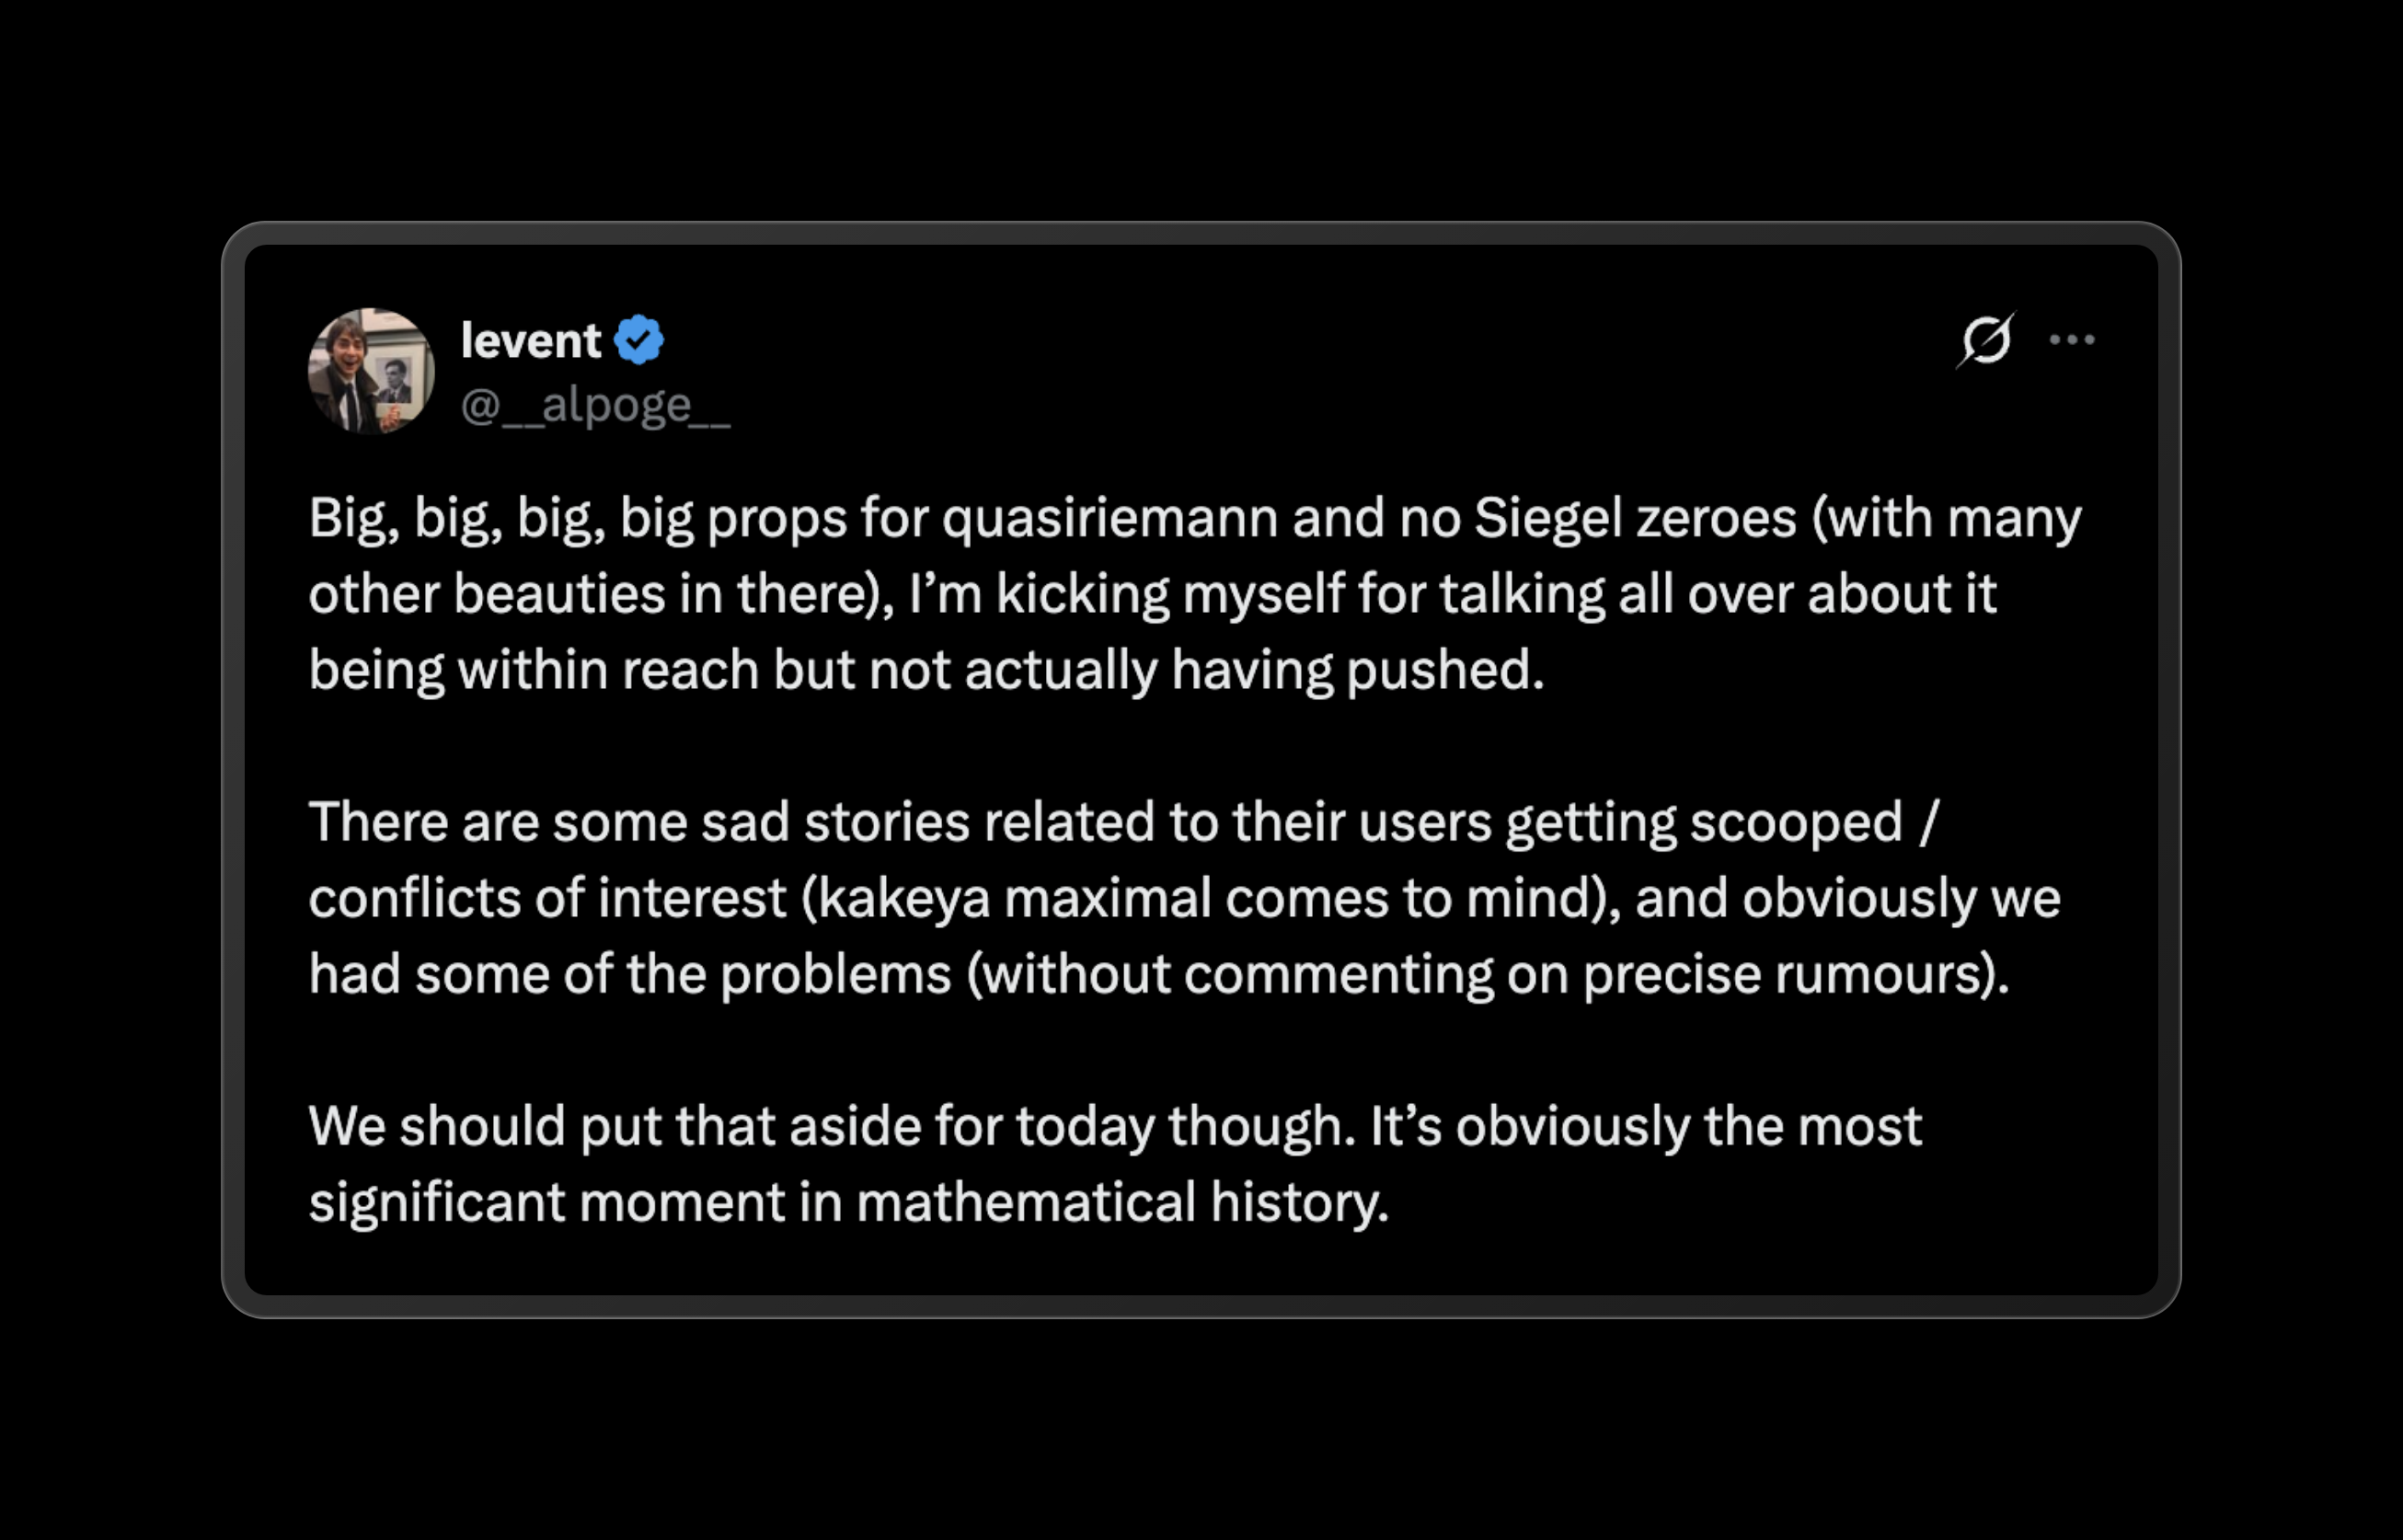 levent
@__alpoge__
Big, big, big, big props for quasiriemann and no Siegel zeroes (with many
other beauties in there), I’m kicking myself for talking all over about it
being within reach but not actually having pushed.
There are some sad stories related to their users getting scooped /
conflicts of interest (kakeya maximal comes to mind), and obviously we
had some of the problems (without commenting on precise rumours).
We should put that aside for today though. It’s obviously the most
significant moment in mathematical history.